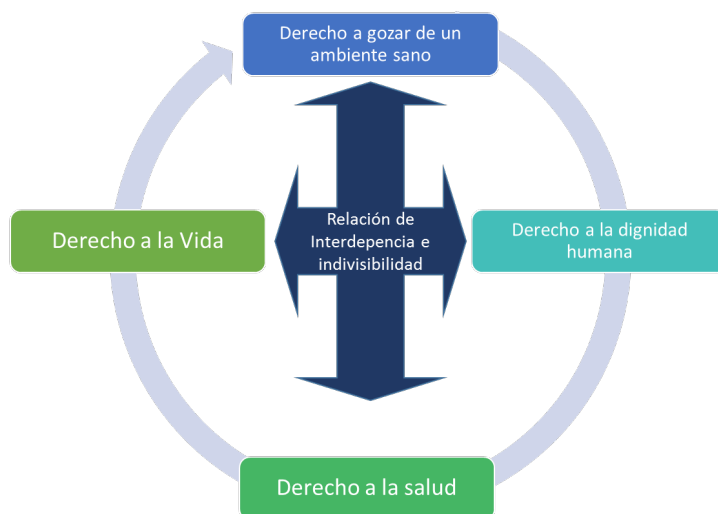 Derecho a gozar de un
ambiente sano
Derecho a la Vida
Relación de
Interdepencia e
indivisibilidad
Derecho a la dignidad
humana
Derecho a la salud